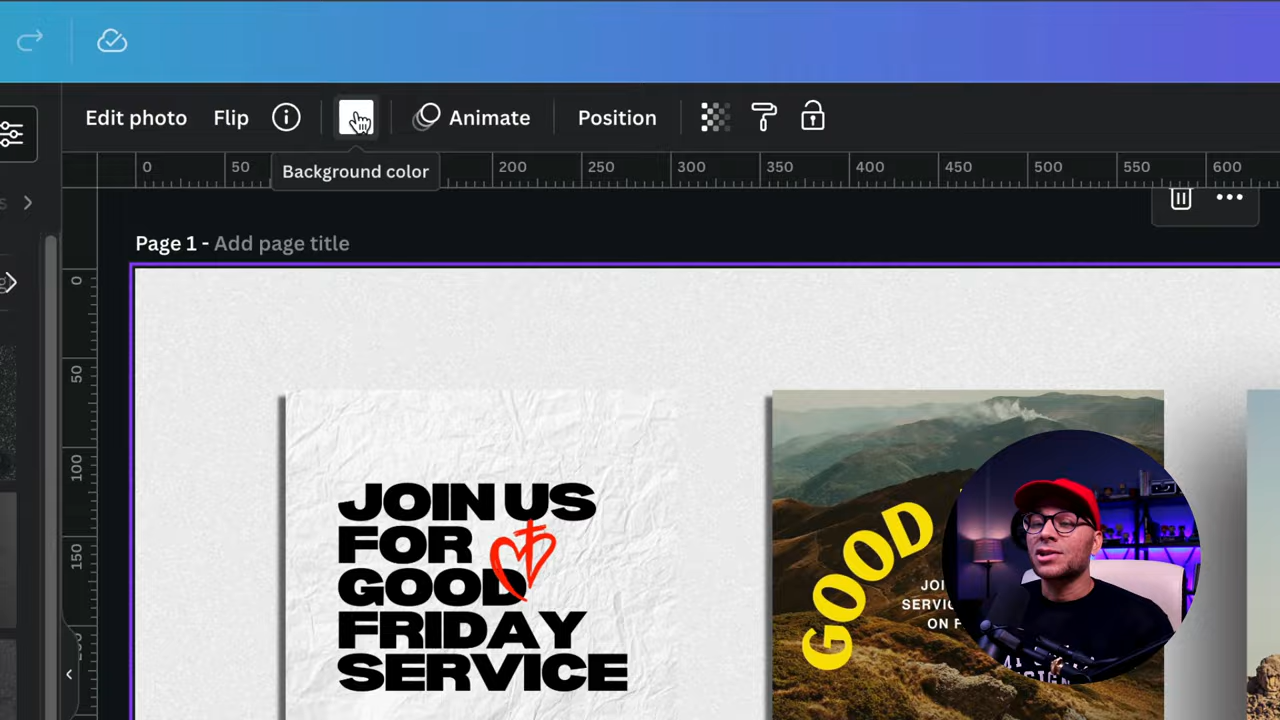 Edit photo Flip Animate Position
Background color
0 50 200 250 300 350 400 450 500 550 600
Page 1 - Add page title
0
50
100
150
JOIN US
FOR
GOOD
FRIDAY
SERVICE
GOOD